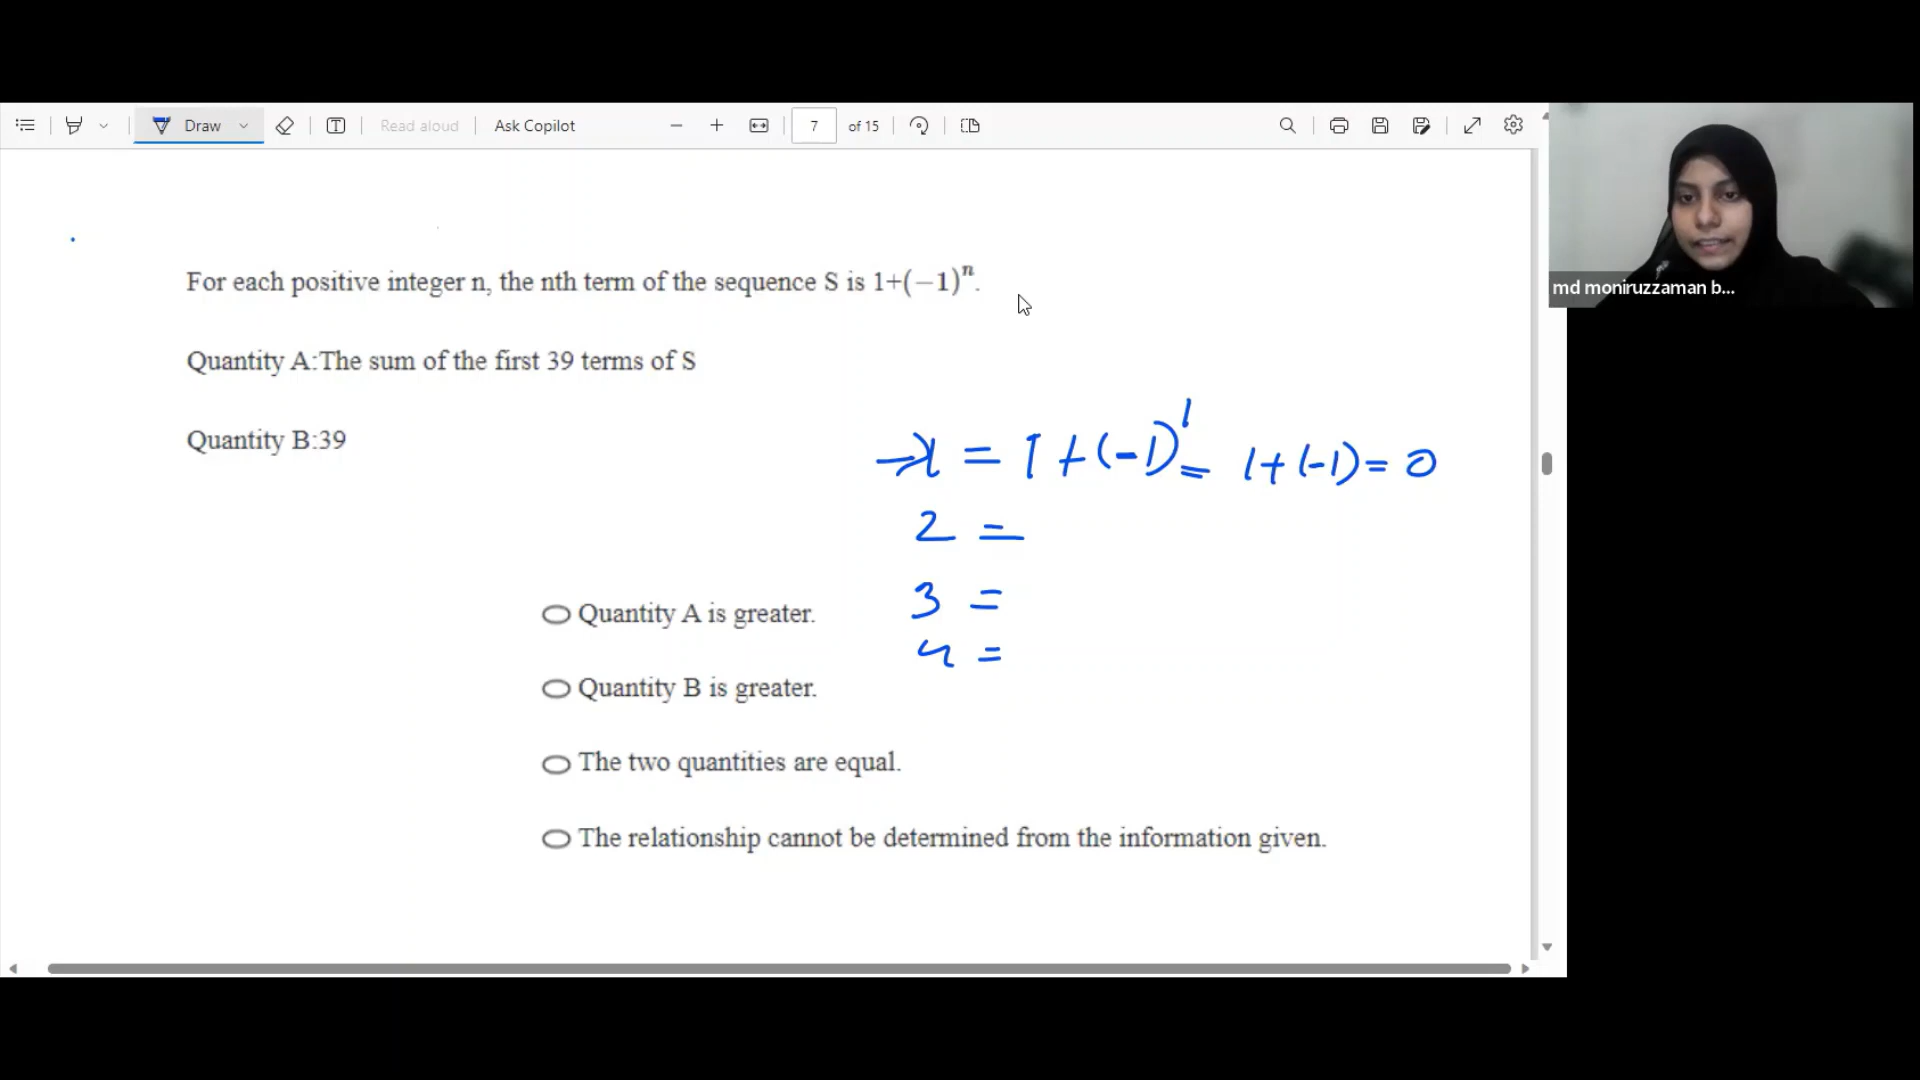 Draw
Read aloud
Ask Copilot
7 of 15
md moniruzzaman b...
For each positive integer n, the nth term of the sequence S is 1+(−1)ⁿ.
Quantity A:The sum of the first 39 terms of S
Quantity B:39
= 1 + (-1)¹ = 1 + (-1) = 0
2 =
3 =
4 =
Quantity A is greater.
Quantity B is greater.
The two quantities are equal.
The relationship cannot be determined from the information given.